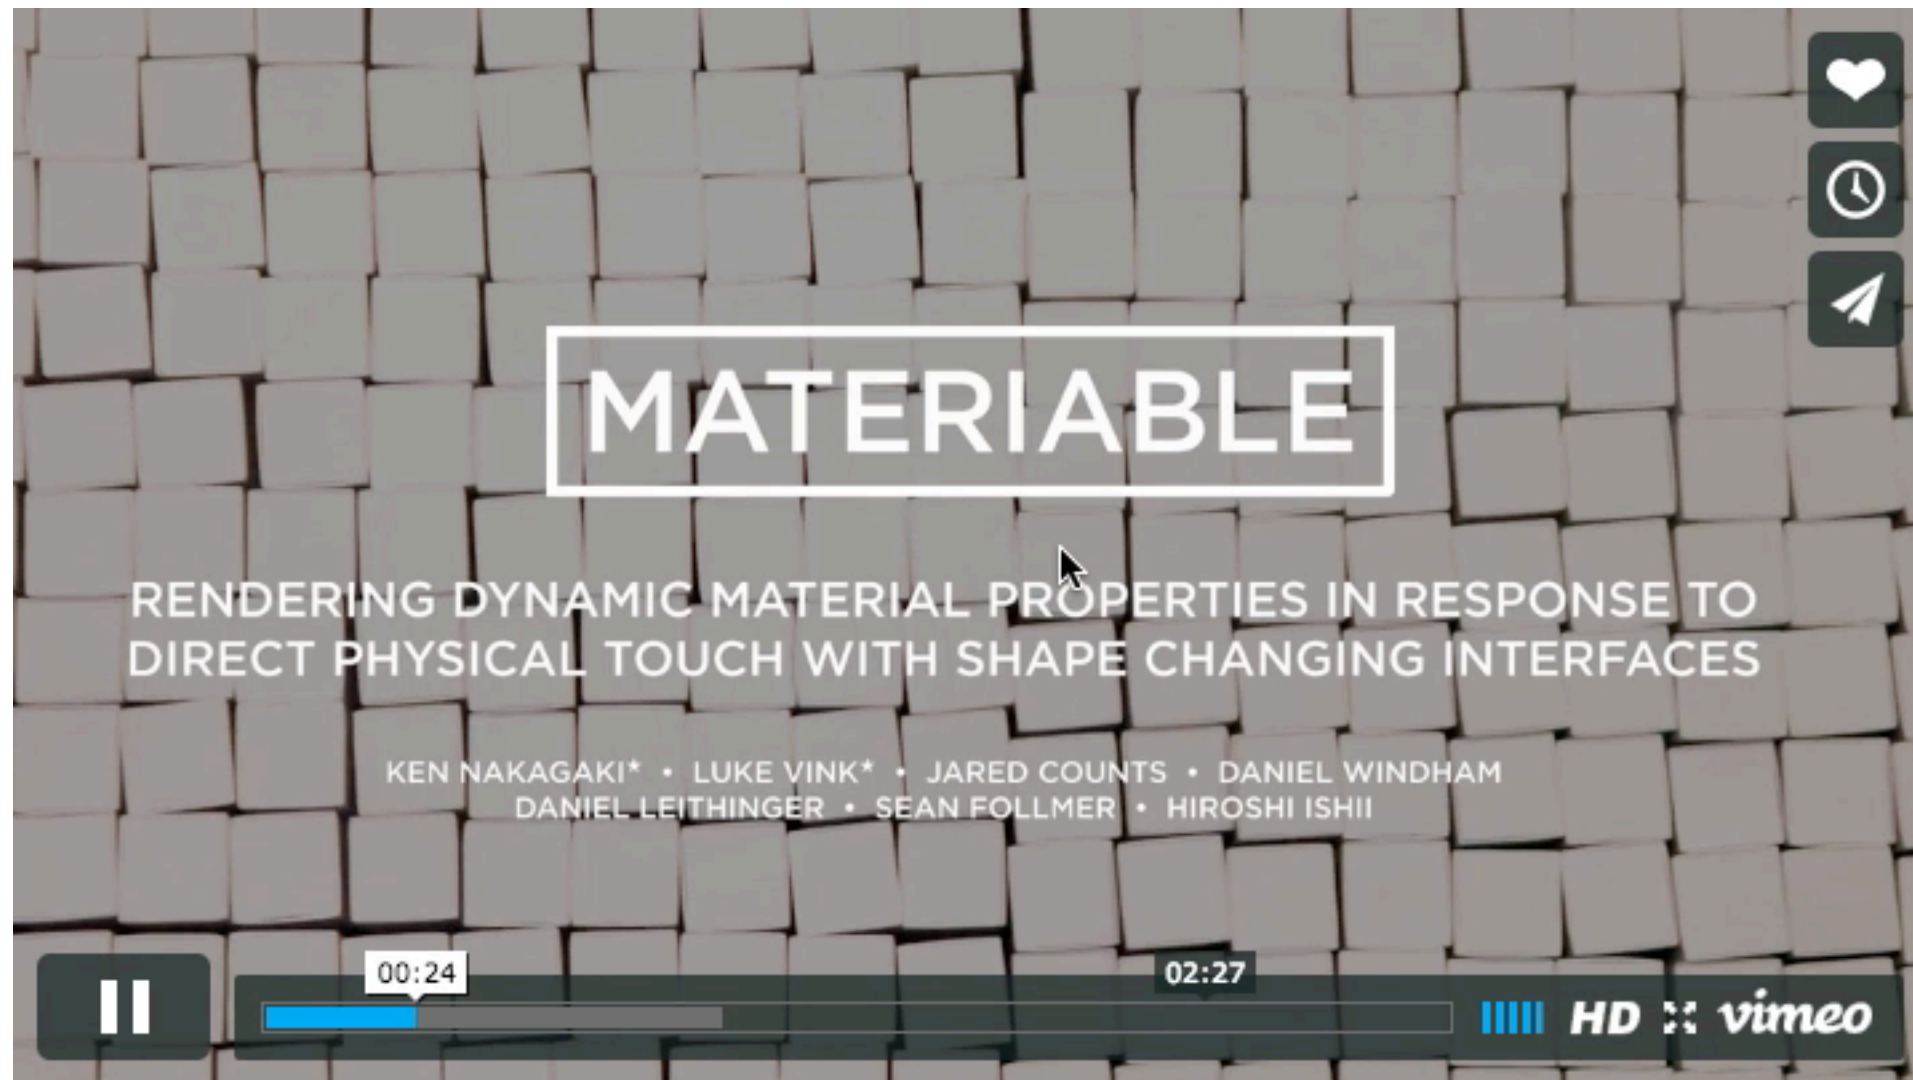 MATERIABLE
RENDERING DYNAMIC MATERIAL PROPERTIES IN RESPONSE TO
DIRECT PHYSICAL TOUCH WITH SHAPE CHANGING INTERFACES
KEN NAKAGAKI* • LUKE VINK* • JARED COUNTS • DANIEL WINDHAM
DANIEL LEITHINGER • SEAN FOLLMER • HIROSHI ISHII
00:24 02:27
HD vimeo